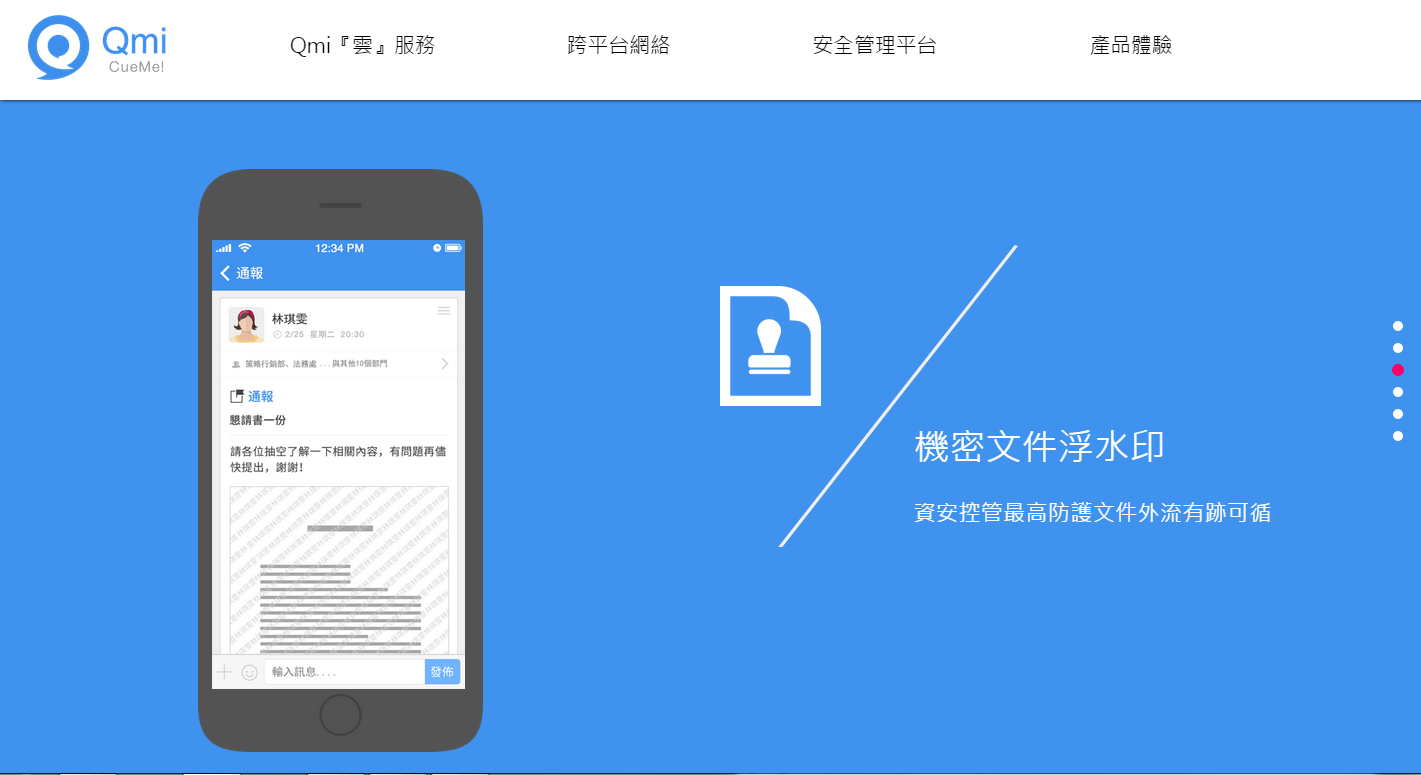 Qmi
CueMe!
Qmi『雲』服務
跨平台網絡
安全管理平台
產品體驗
12:34 PM
通報
林琪雯
2/25 星期二 20:30
策略行銷部、法務處 . . . 與其他10個部門
通報
懇請書一份
請各位抽空了解一下相關內容，有問題再儘
快提出，謝謝！
輸入訊息. . . .
發佈
機密文件浮水印
資安控管最高防護文件外流有跡可循